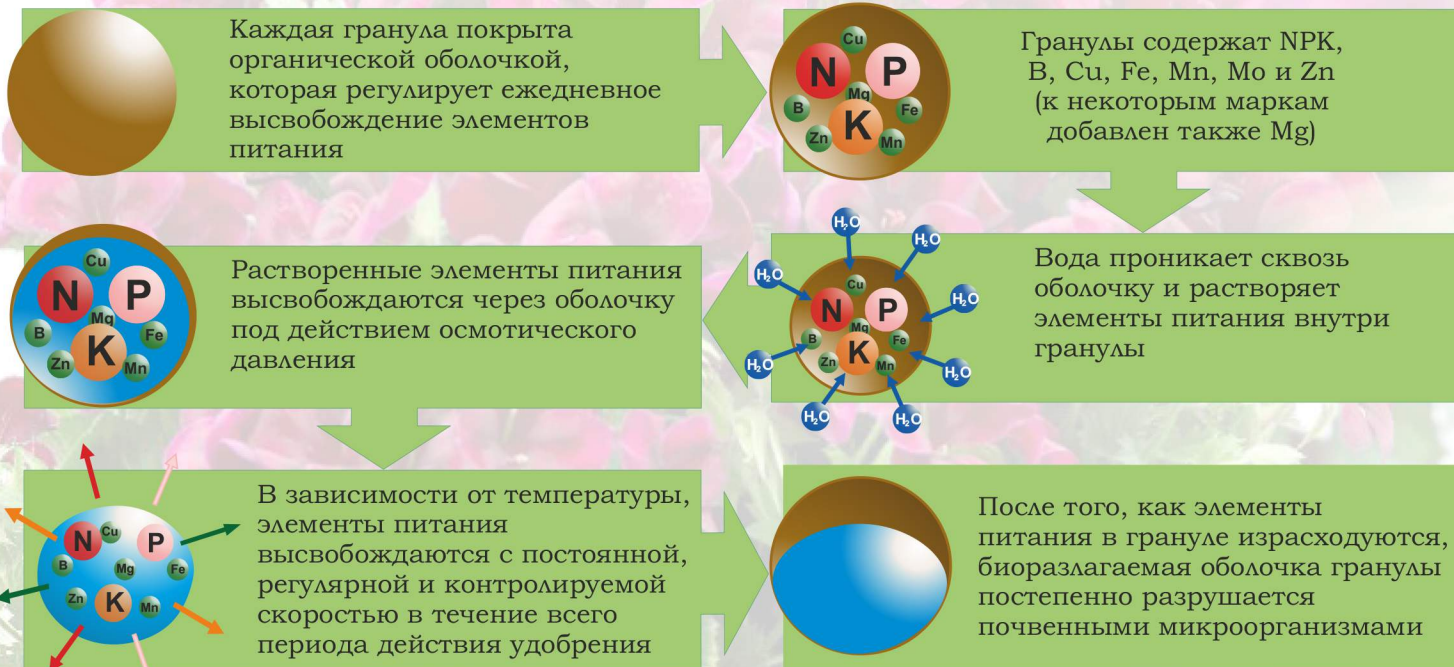 Каждая гранула покрыта
органической оболочкой,
которая регулирует ежедневное
высвобождение элементов
питания
Cu
N P
Mg
B Fe
K
Zn Mn
Гранулы содержат NPK,
B, Cu, Fe, Mn, Mo и Zn
(к некоторым маркам
добавлен также Mg)
Cu
N P
Mg
B Fe
K
Zn Mn
Растворенные элементы питания
высвобождаются через оболочку
под действием осмотического
давления
H₂O
H₂O
H₂O
H₂O
H₂O
H₂O
H₂O
H₂O
Cu
N P
Mg
B Fe
K
Zn Mn
Вода проникает сквозь
оболочку и растворяет
элементы питания внутри
гранулы
N Cu P
B Mg Fe
Zn K Mn
В зависимости от температуры,
элементы питания
высвобождаются с постоянной,
регулярной и контролируемой
скоростью в течение всего
периода действия удобрения
После того, как элементы
питания в грануле израсходуются,
биоразлагаемая оболочка гранулы
постепенно разрушается
почвенными микроорганизмами